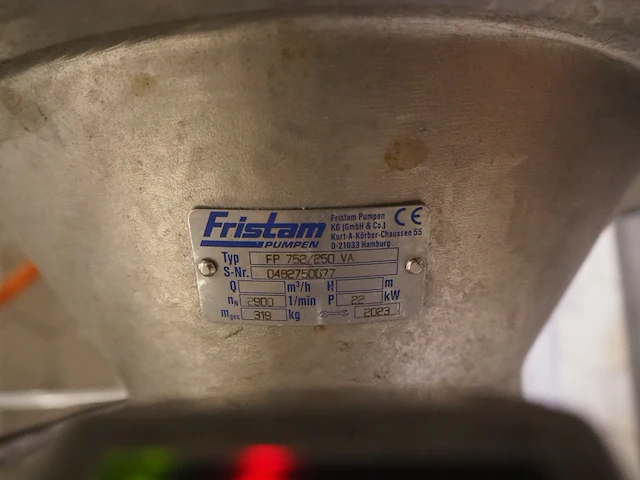 Fristam
PUMPEN
Fristam Pumpen
KG (GmbH & Co.)
Kurt-A-Körber-Chaussee 55
D-21033 Hamburg
CE
Typ FP 752/250 VA
S-Nr. 0482750077
Q m³/h H m
nN 2900 1/min P 22 kW
mges 319 kg 2023